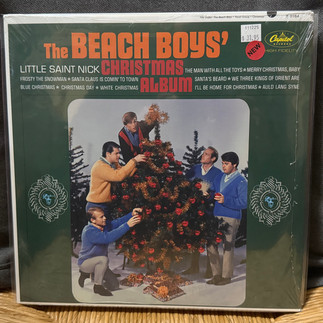 The BEACH BOYS'
CHRISTMAS
ALBUM
LITTLE SAINT NICK
THE MAN WITH ALL THE TOYS • MERRY CHRISTMAS, BABY
FROSTY THE SNOWMAN • SANTA CLAUS IS COMIN' TO TOWN
SANTA'S BEARD • WE THREE KINGS OF ORIENT ARE
BLUE CHRISTMAS • CHRISTMAS DAY • WHITE CHRISTMAS
I'LL BE HOME FOR CHRISTMAS • AULD LANG SYNE
Capitol
NEW